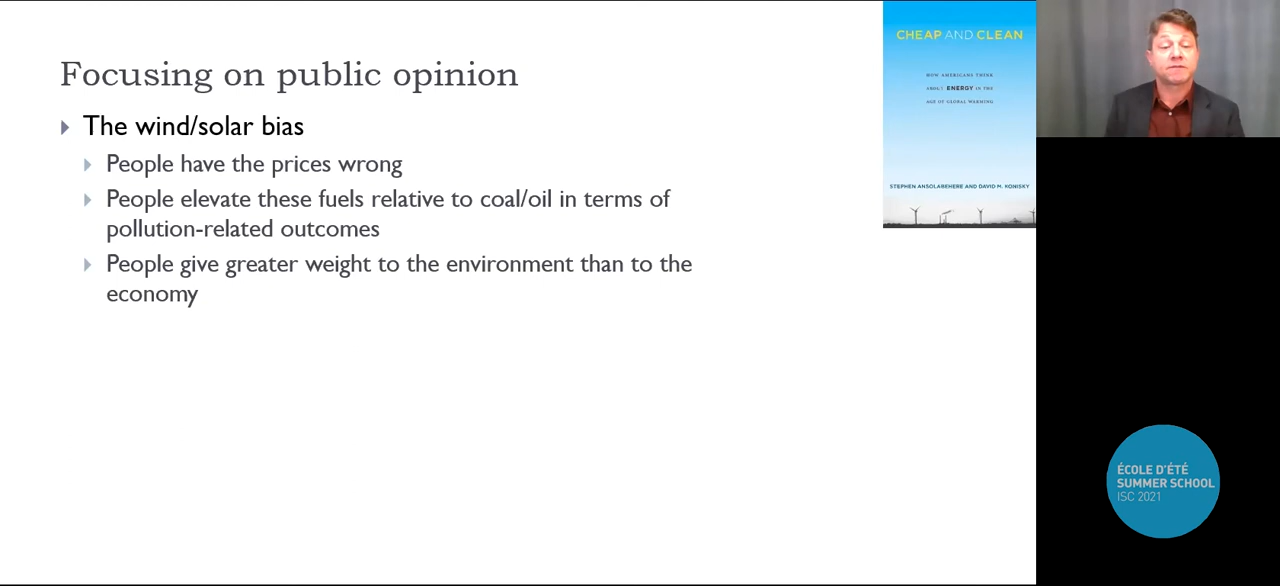 Focusing on public opinion
The wind/solar bias
People have the prices wrong
People elevate these fuels relative to coal/oil in terms of
pollution-related outcomes
People give greater weight to the environment than to the
economy
CHEAP AND CLEAN
HOW AMERICANS THINK
ABOUT ENERGY IN THE
AGE OF GLOBAL WARMING
STEPHEN ANSOLABEHERE AND DAVID M. KONISKY
ÉCOLE D'ÉTÉ
SUMMER SCHOOL
ISC 2021